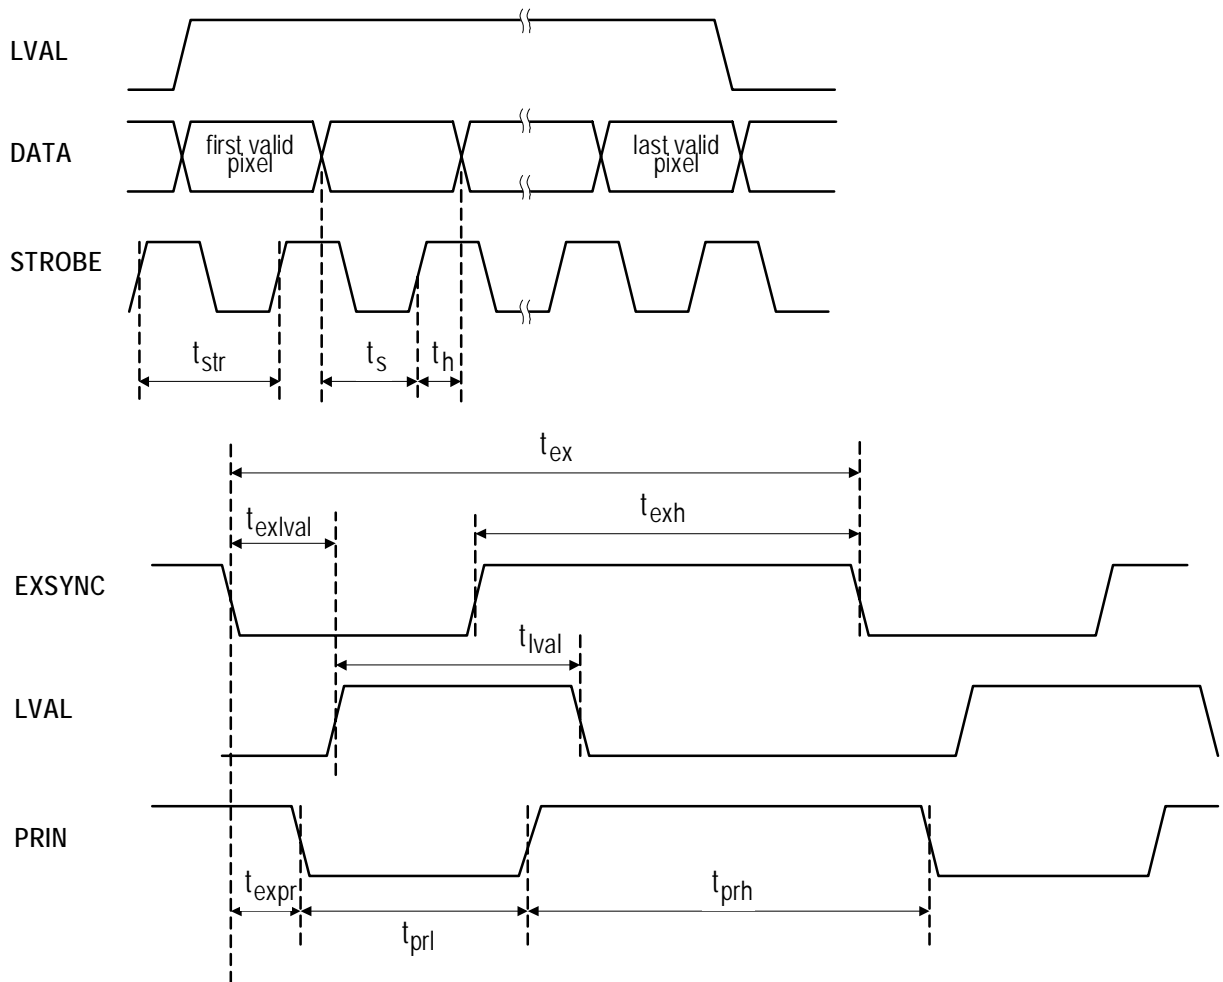 LVAL
DATA
first valid
pixel
last valid
pixel
STROBE
tstr
ts
th
tex
texlval
texh
EXSYNC
tlval
LVAL
PRIN
texpr
tprl
tprh